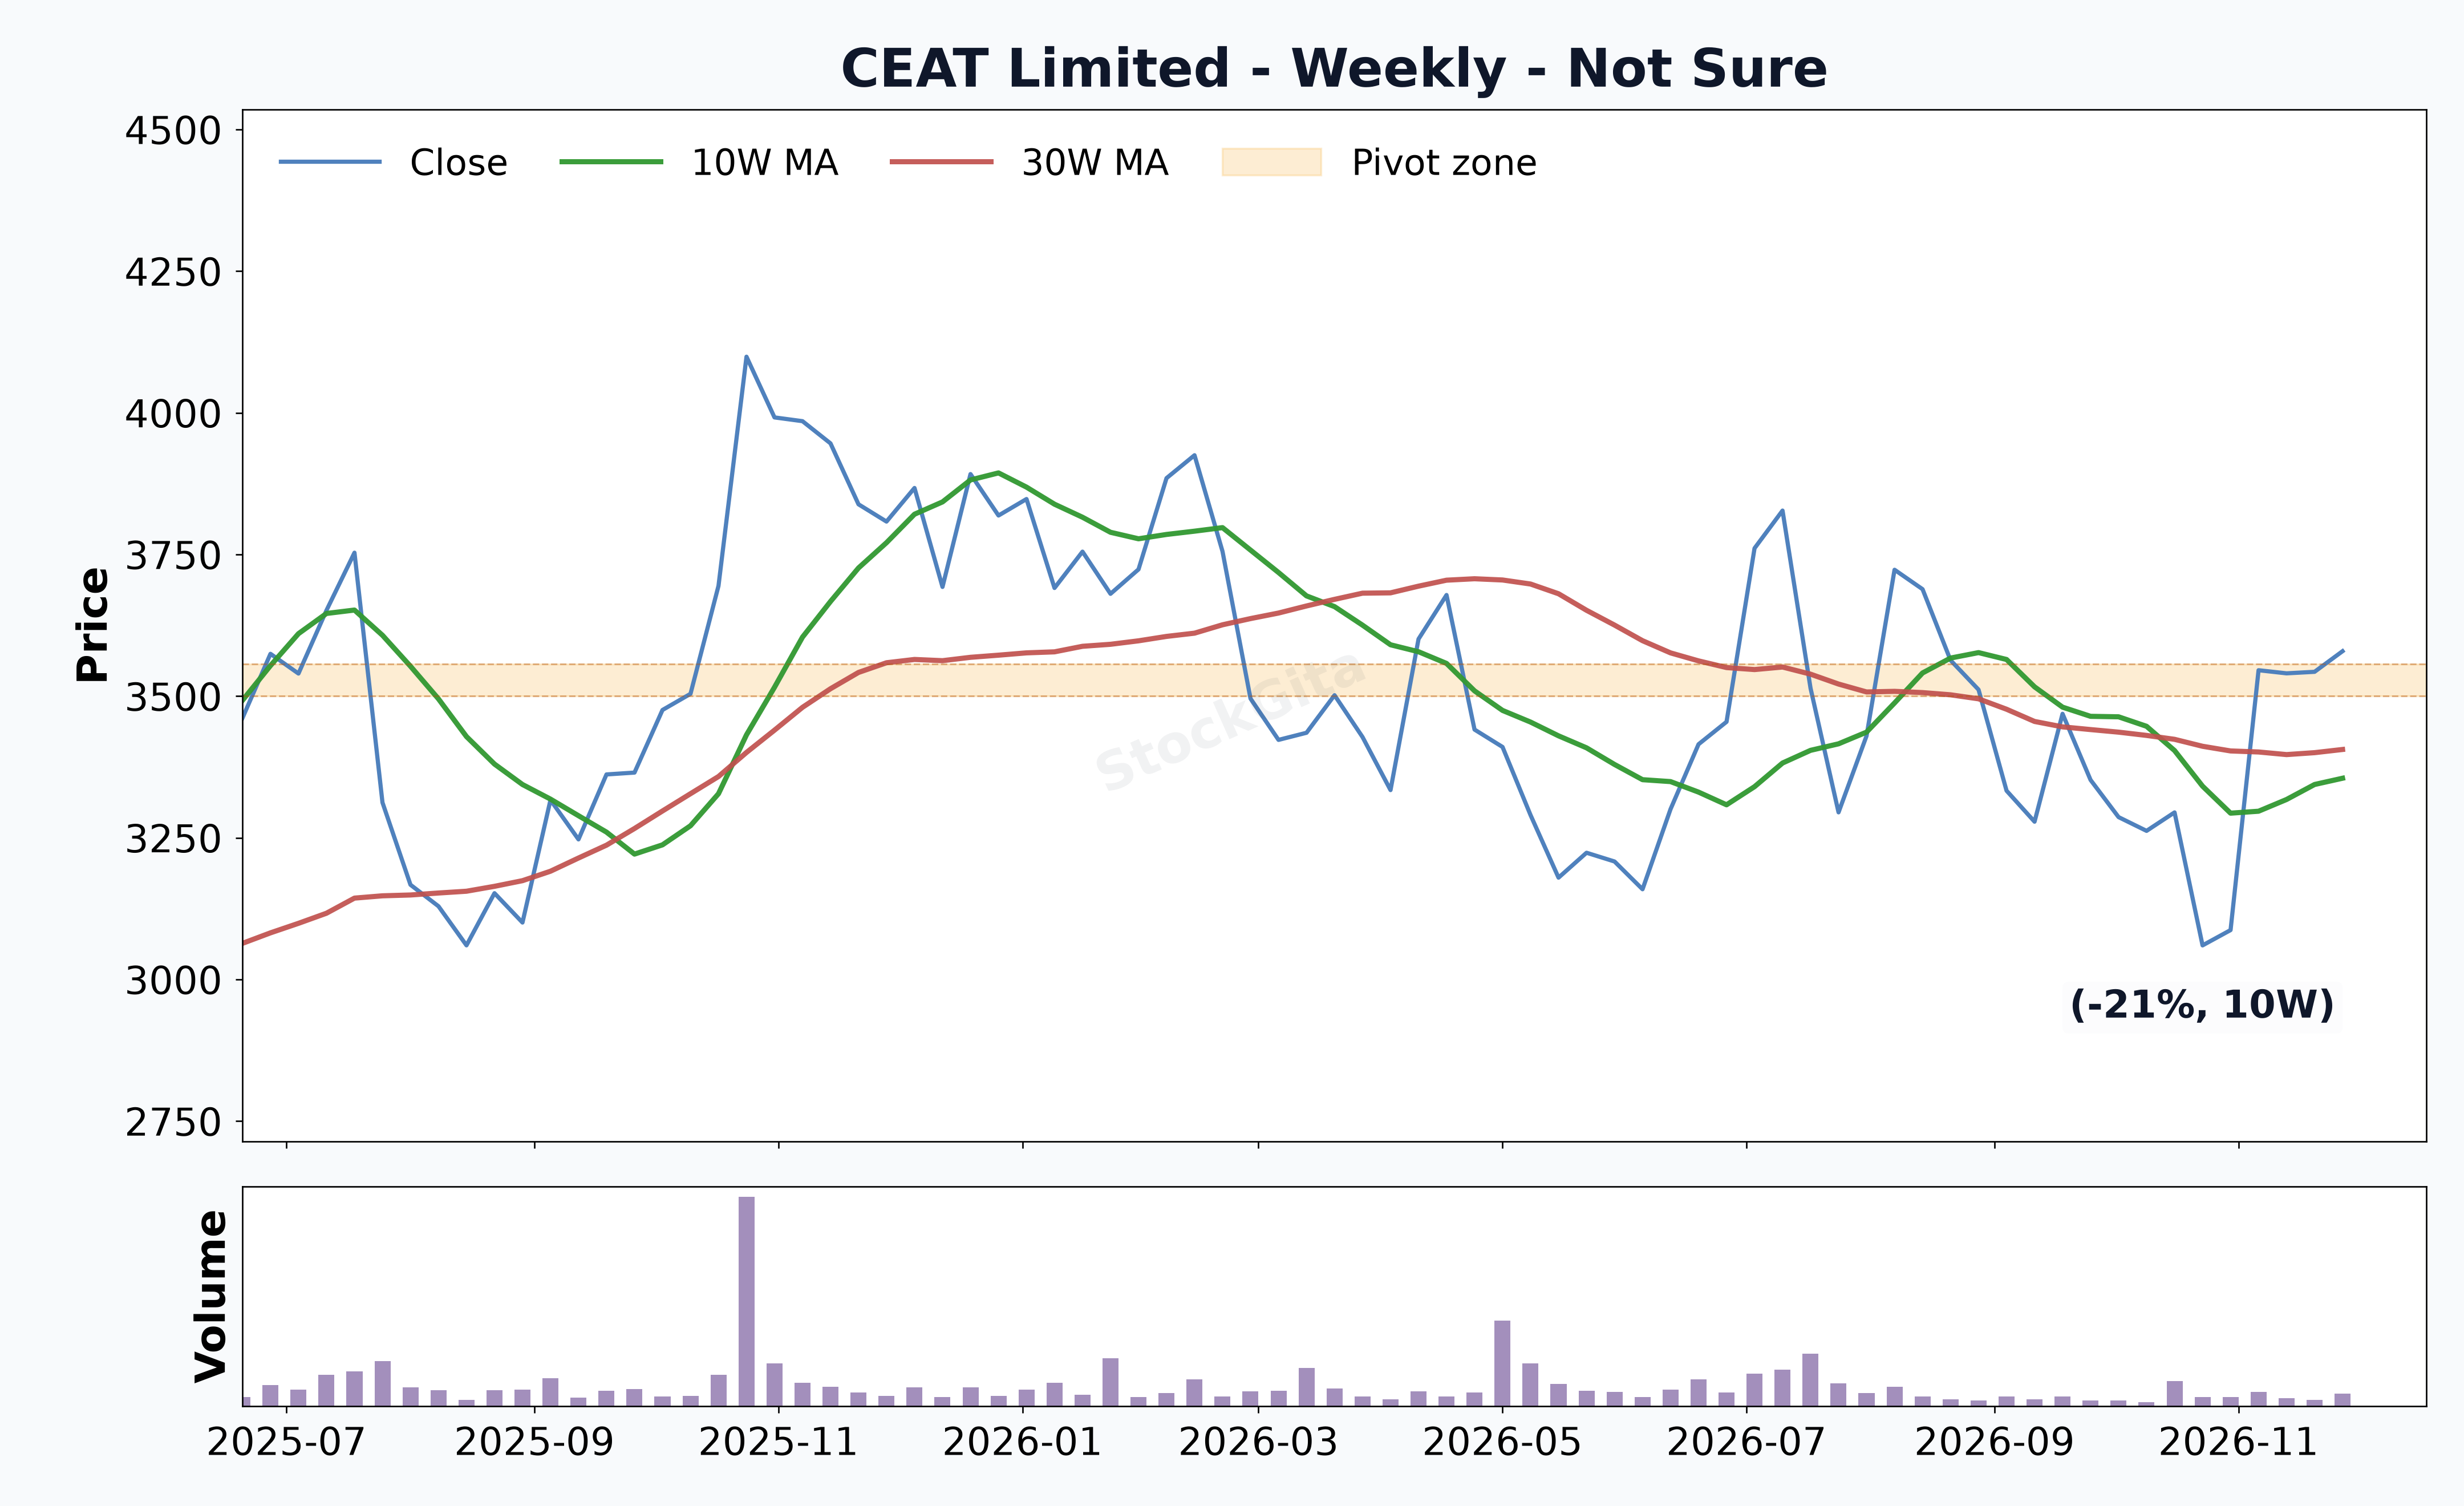 CEAT Limited - Weekly - Not Sure
Close 10W MA 30W MA Pivot zone
4500
4250
4000
3750
3500
3250
3000
2750
Price
StockGita
(-21%, 10W)
Volume
2025-07 2025-09 2025-11 2026-01 2026-03 2026-05 2026-07 2026-09 2026-11